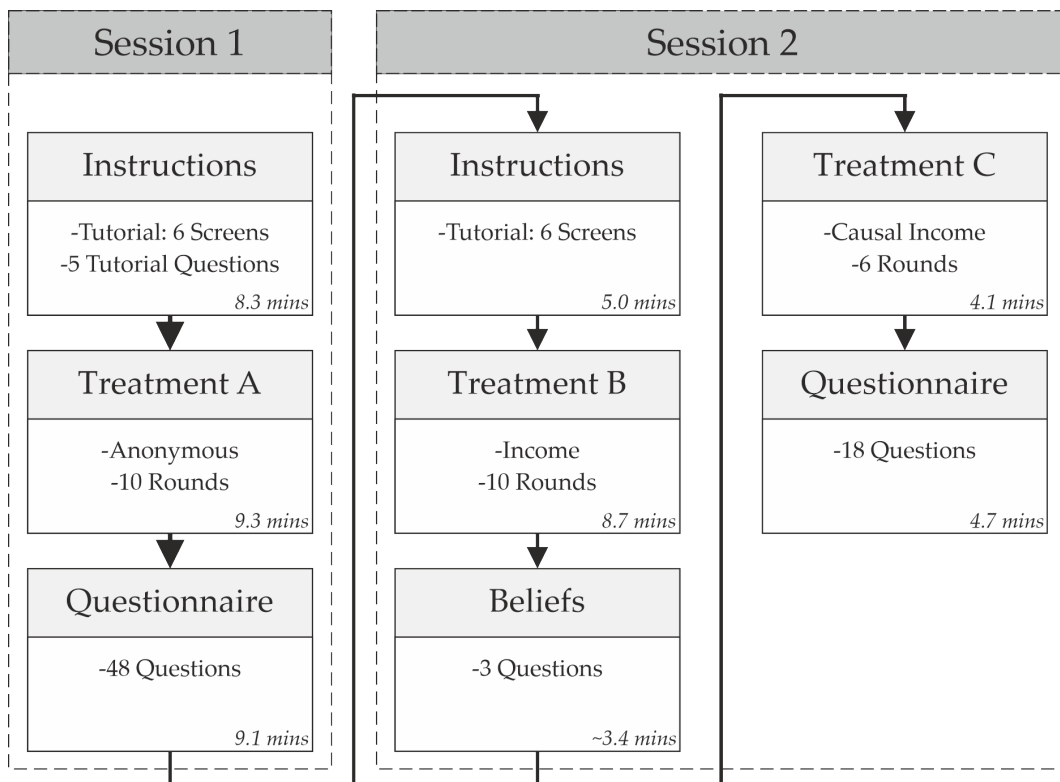 Session 1
Instructions
-Tutorial: 6 Screens
-5 Tutorial Questions
8.3 mins
Treatment A
-Anonymous
-10 Rounds
9.3 mins
Questionnaire
-48 Questions
9.1 mins
Session 2
Instructions
-Tutorial: 6 Screens
5.0 mins
Treatment B
-Income
-10 Rounds
8.7 mins
Beliefs
-3 Questions
~3.4 mins
Treatment C
-Causal Income
-6 Rounds
4.1 mins
Questionnaire
-18 Questions
4.7 mins